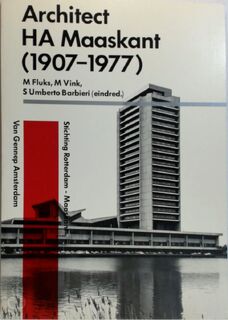 Architect
HA Maaskant
(1907-1977)
M Fluks, M Vink,
S Umberto Barbieri (eindred.)
Stichting Rotterdam - Maaskant
Van Gennep Amsterdam